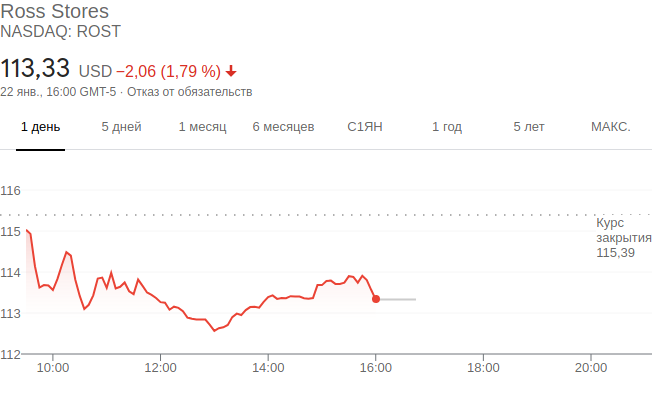 Ross Stores
NASDAQ: ROST
113,33 USD −2,06 (1,79 %)
22 янв., 16:00 GMT-5 · Отказ от обязательств
1 день 5 дней 1 месяц 6 месяцев С1ЯН 1 год 5 лет МАКС.
116
115
114
113
112
Курс
закрытия
115,39
10:00 12:00 14:00 16:00 18:00 20:00